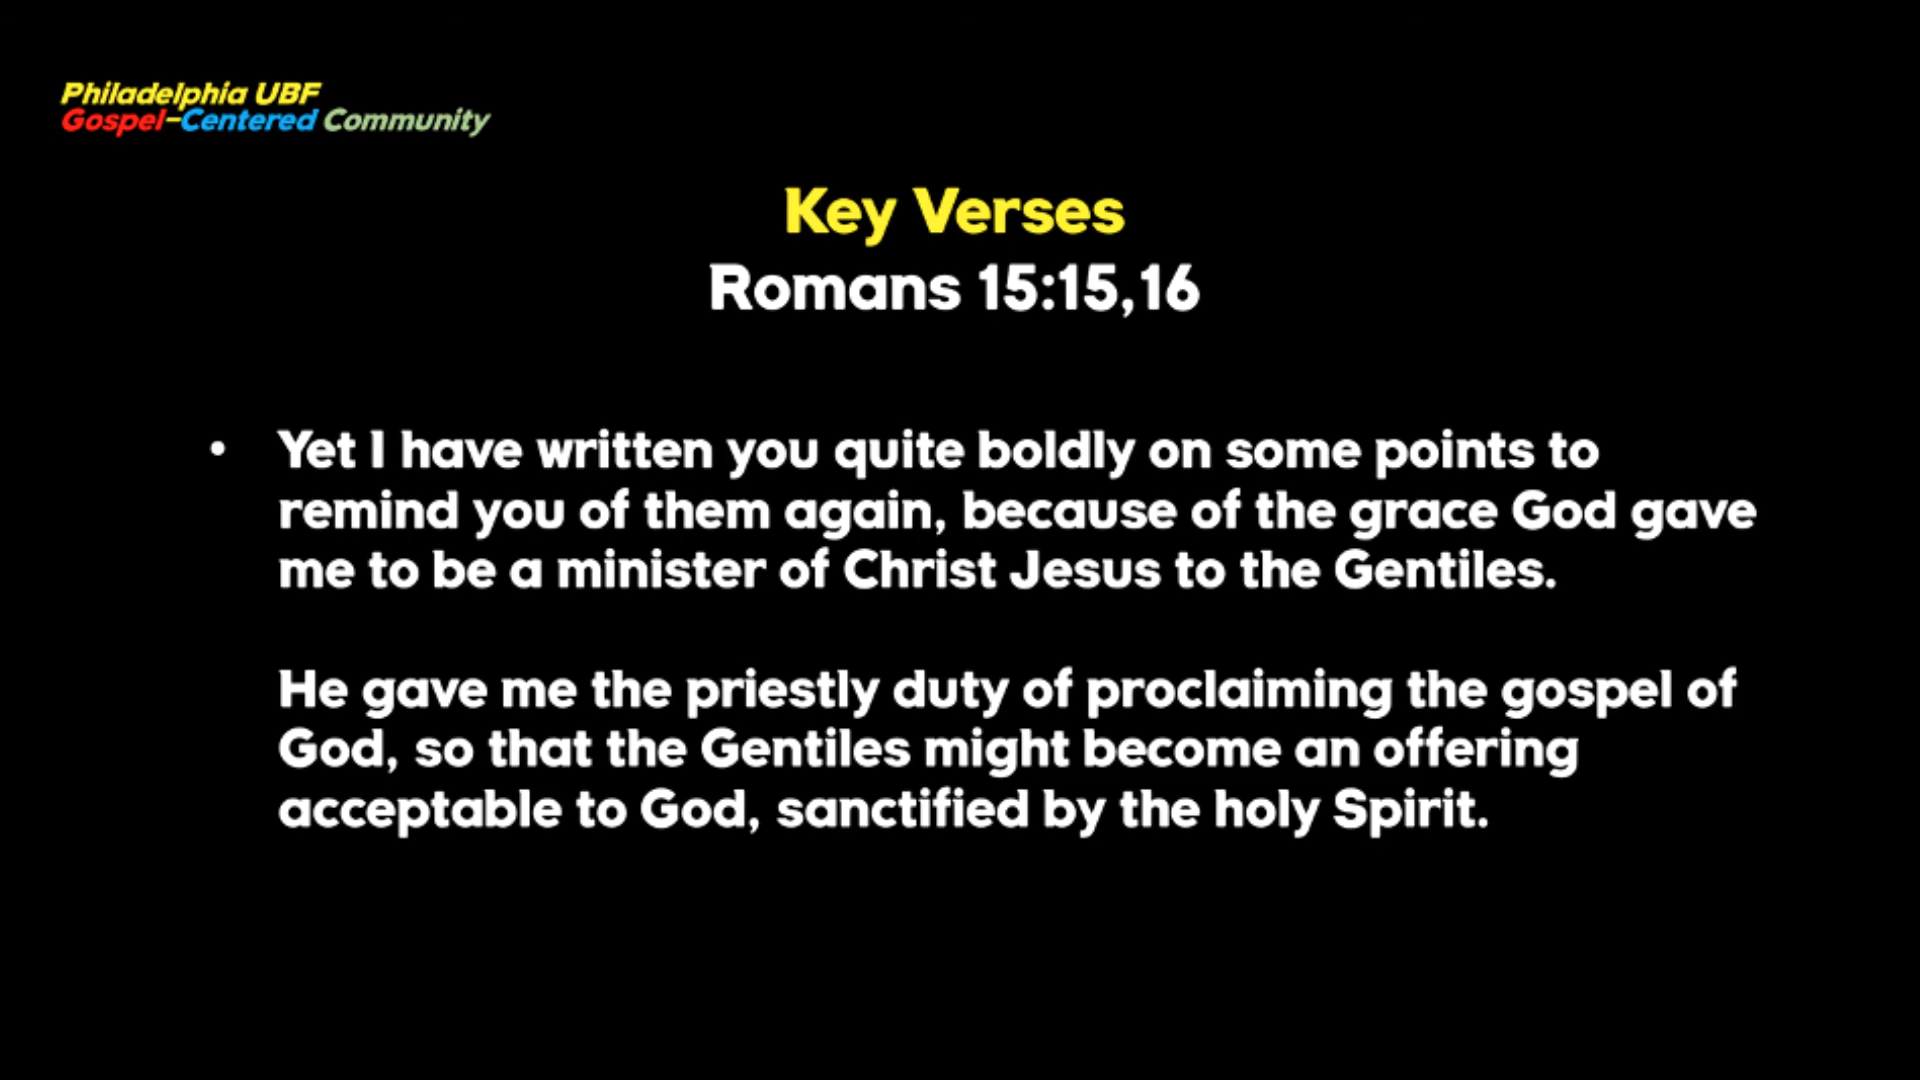 Philadelphia UBF
Gospel-Centered Community
Key Verses
Romans 15:15,16
• Yet I have written you quite boldly on some points to
remind you of them again, because of the grace God gave
me to be a minister of Christ Jesus to the Gentiles.
He gave me the priestly duty of proclaiming the gospel of
God, so that the Gentiles might become an offering
acceptable to God, sanctified by the holy Spirit.